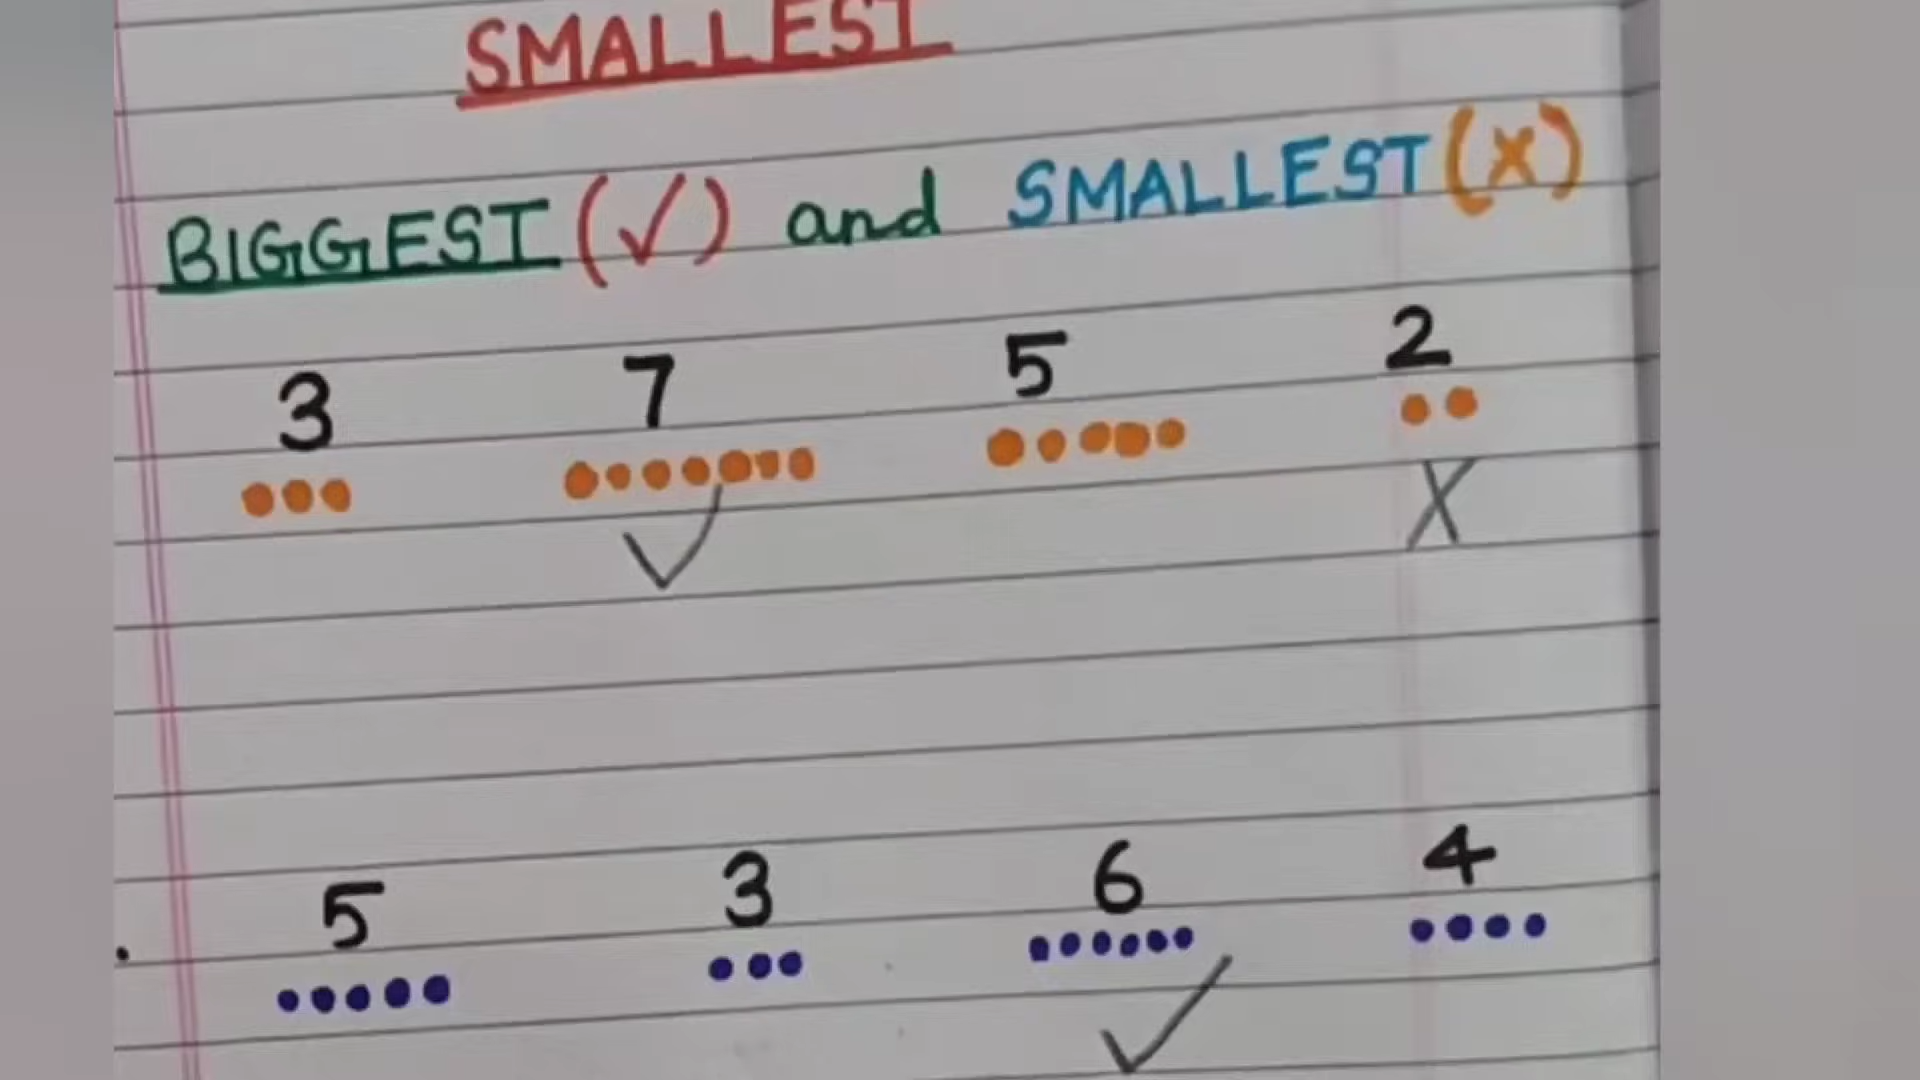 SMALLEST
BIGGEST (✓) and SMALLEST (X)
3 7 5 2
✓ X
5 3 6 4
✓